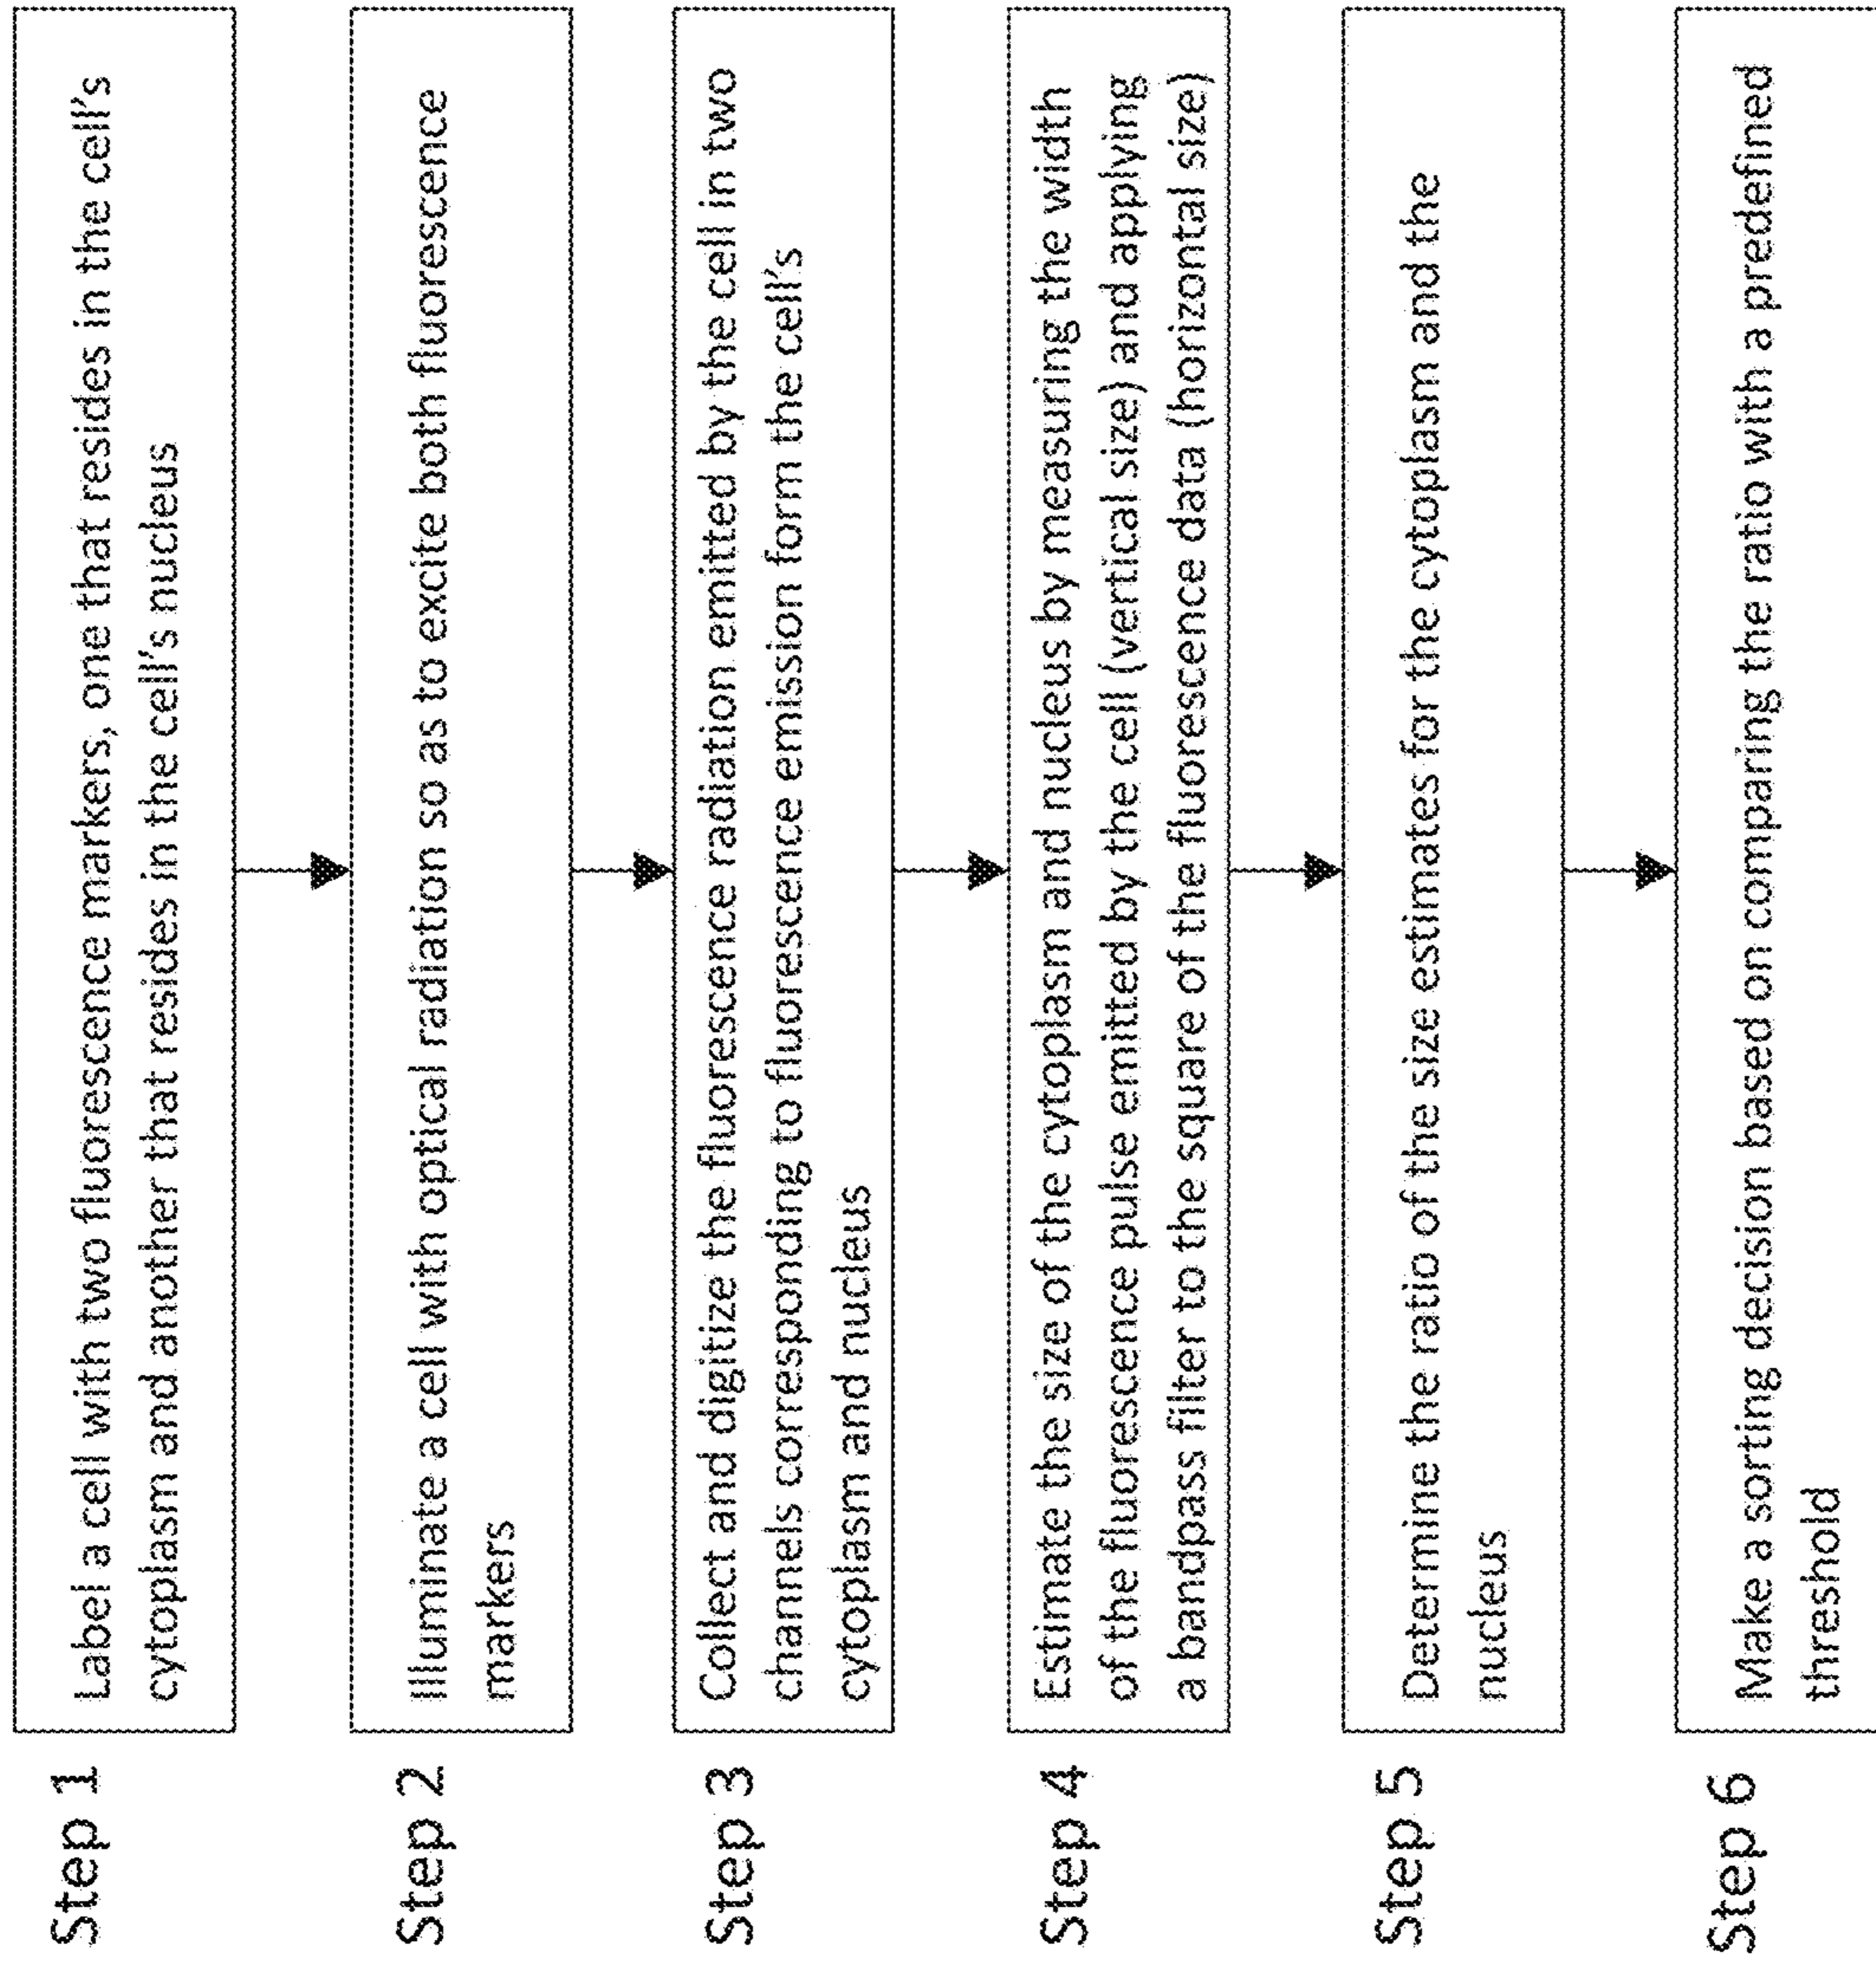 Step 1
Label a cell with two fluorescence markers, one that resides in the cell's
cytoplasm and another that resides in the cell's nucleus
Step 2
Illuminate a cell with optical radiation so as to excite both fluorescence
markers
Step 3
Collect and digitize the fluorescence radiation emitted by the cell in two
channels corresponding to fluorescence emission form the cell's
cytoplasm and nucleus
Step 4
Estimate the size of the cytoplasm and nucleus by measuring the width
of the fluorescence pulse emitted by the cell (vertical size) and applying
a bandpass filter to the square of the fluorescence data (horizontal size)
Step 5
Determine the ratio of the size estimates for the cytoplasm and the
nucleus
Step 6
Make a sorting decision based on comparing the ratio with a predefined
threshold